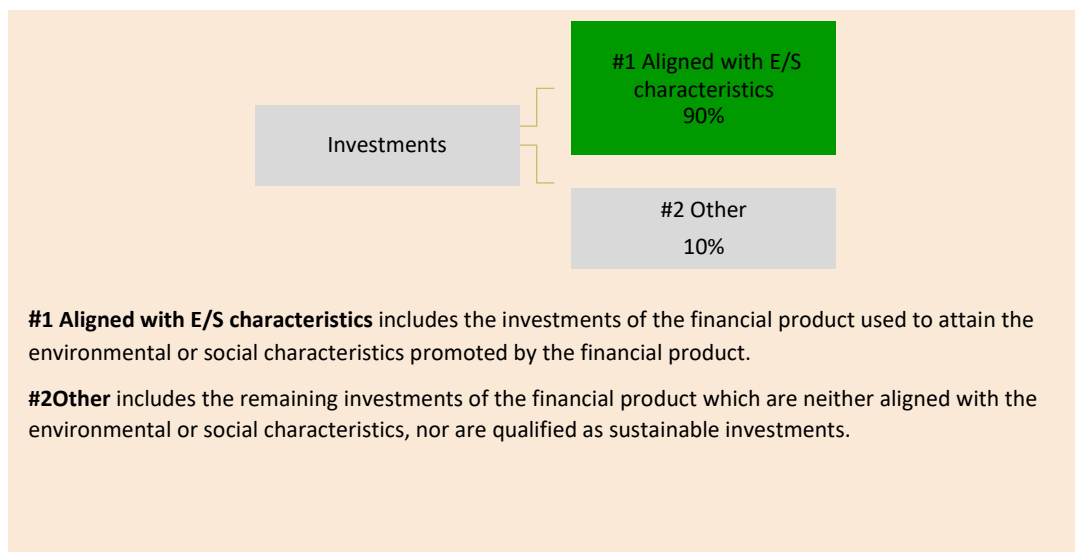 #1 Aligned with E/S
characteristics
90%
Investments
#2 Other
10%
#1 Aligned with E/S characteristics includes the investments of the financial product used to attain the
environmental or social characteristics promoted by the financial product.
#2Other includes the remaining investments of the financial product which are neither aligned with the
environmental or social characteristics, nor are qualified as sustainable investments.